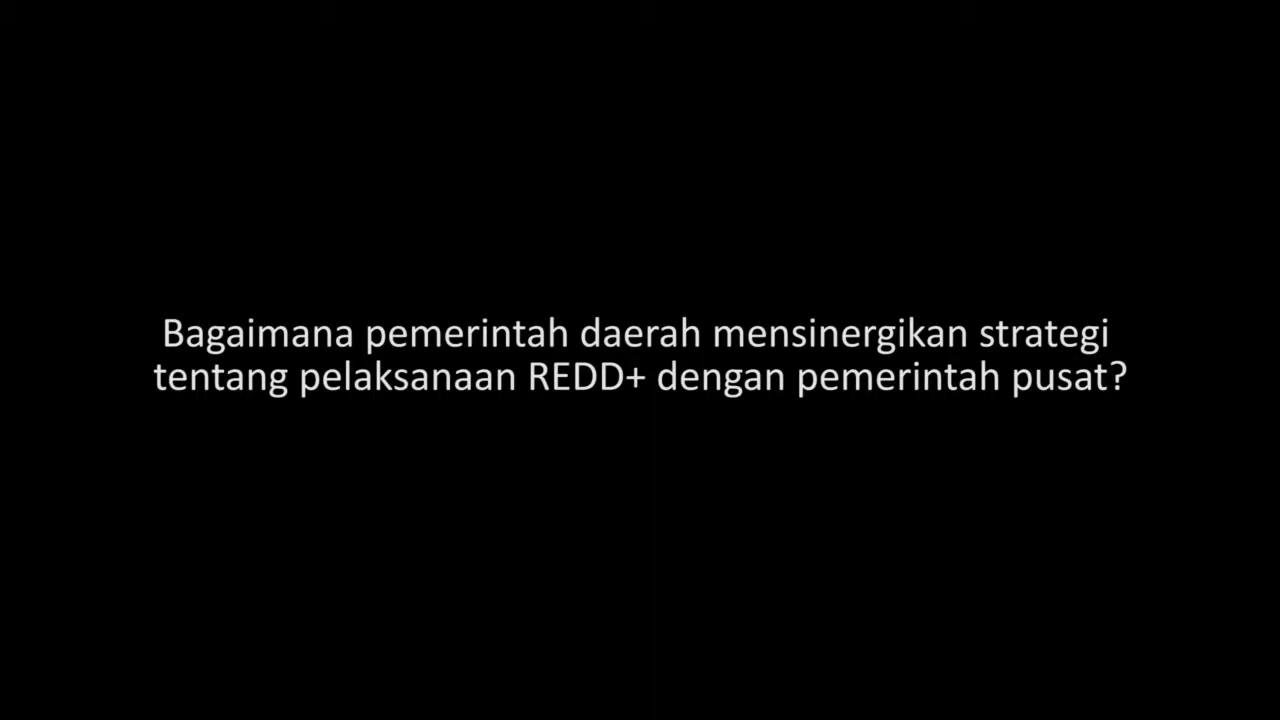 Bagaimana pemerintah daerah mensinergikan strategi
tentang pelaksanaan REDD+ dengan pemerintah pusat?